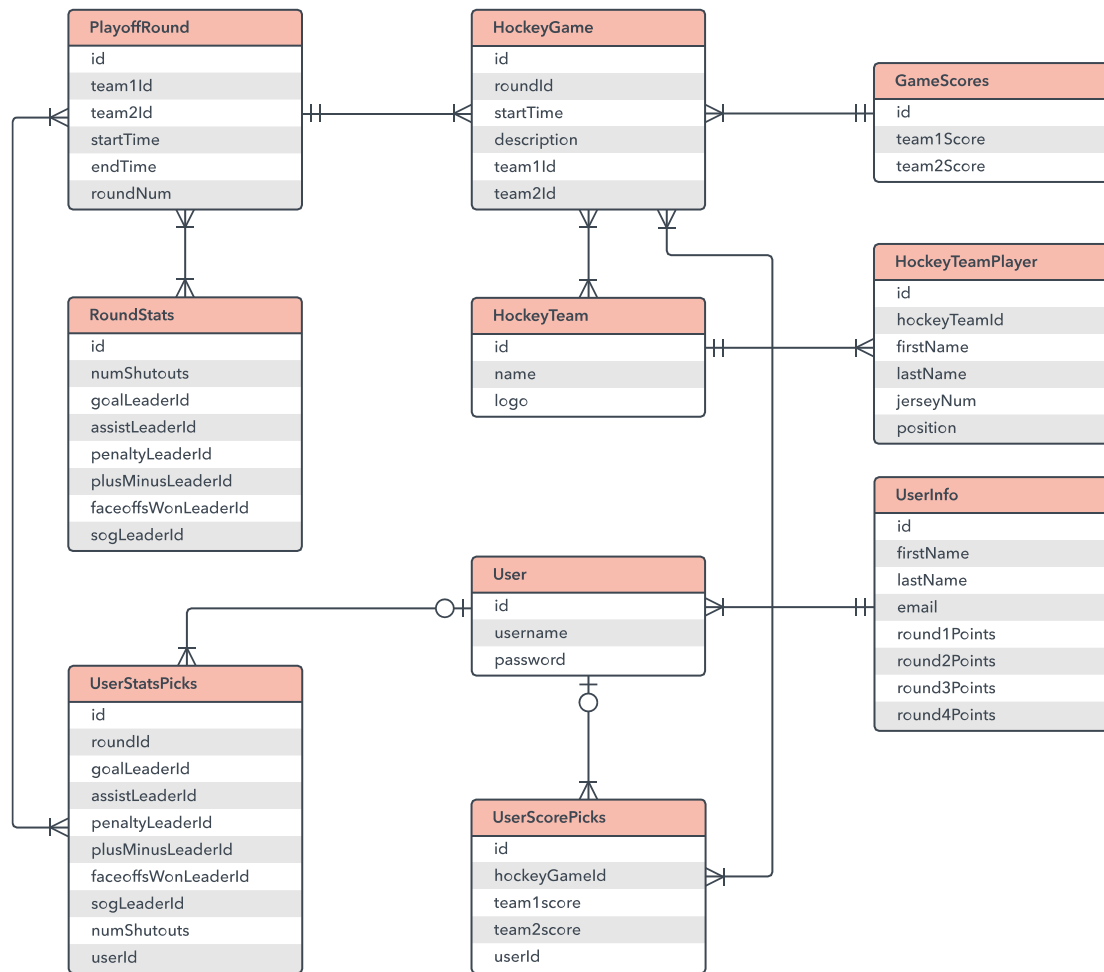 PlayoffRound
id
team1Id
team2Id
startTime
endTime
roundNum
HockeyGame
id
roundId
startTime
description
team1Id
team2Id
GameScores
id
team1Score
team2Score
RoundStats
id
numShutouts
goalLeaderId
assistLeaderId
penaltyLeaderId
plusMinusLeaderId
faceoffsWonLeaderId
sogLeaderId
HockeyTeam
id
name
logo
HockeyTeamPlayer
id
hockeyTeamId
firstName
lastName
jerseyNum
position
User
id
username
password
UserInfo
id
firstName
lastName
email
round1Points
round2Points
round3Points
round4Points
UserStatsPicks
id
roundId
goalLeaderId
assistLeaderId
penaltyLeaderId
plusMinusLeaderId
faceoffsWonLeaderId
sogLeaderId
numShutouts
userId
UserScorePicks
id
hockeyGameId
team1score
team2score
userId